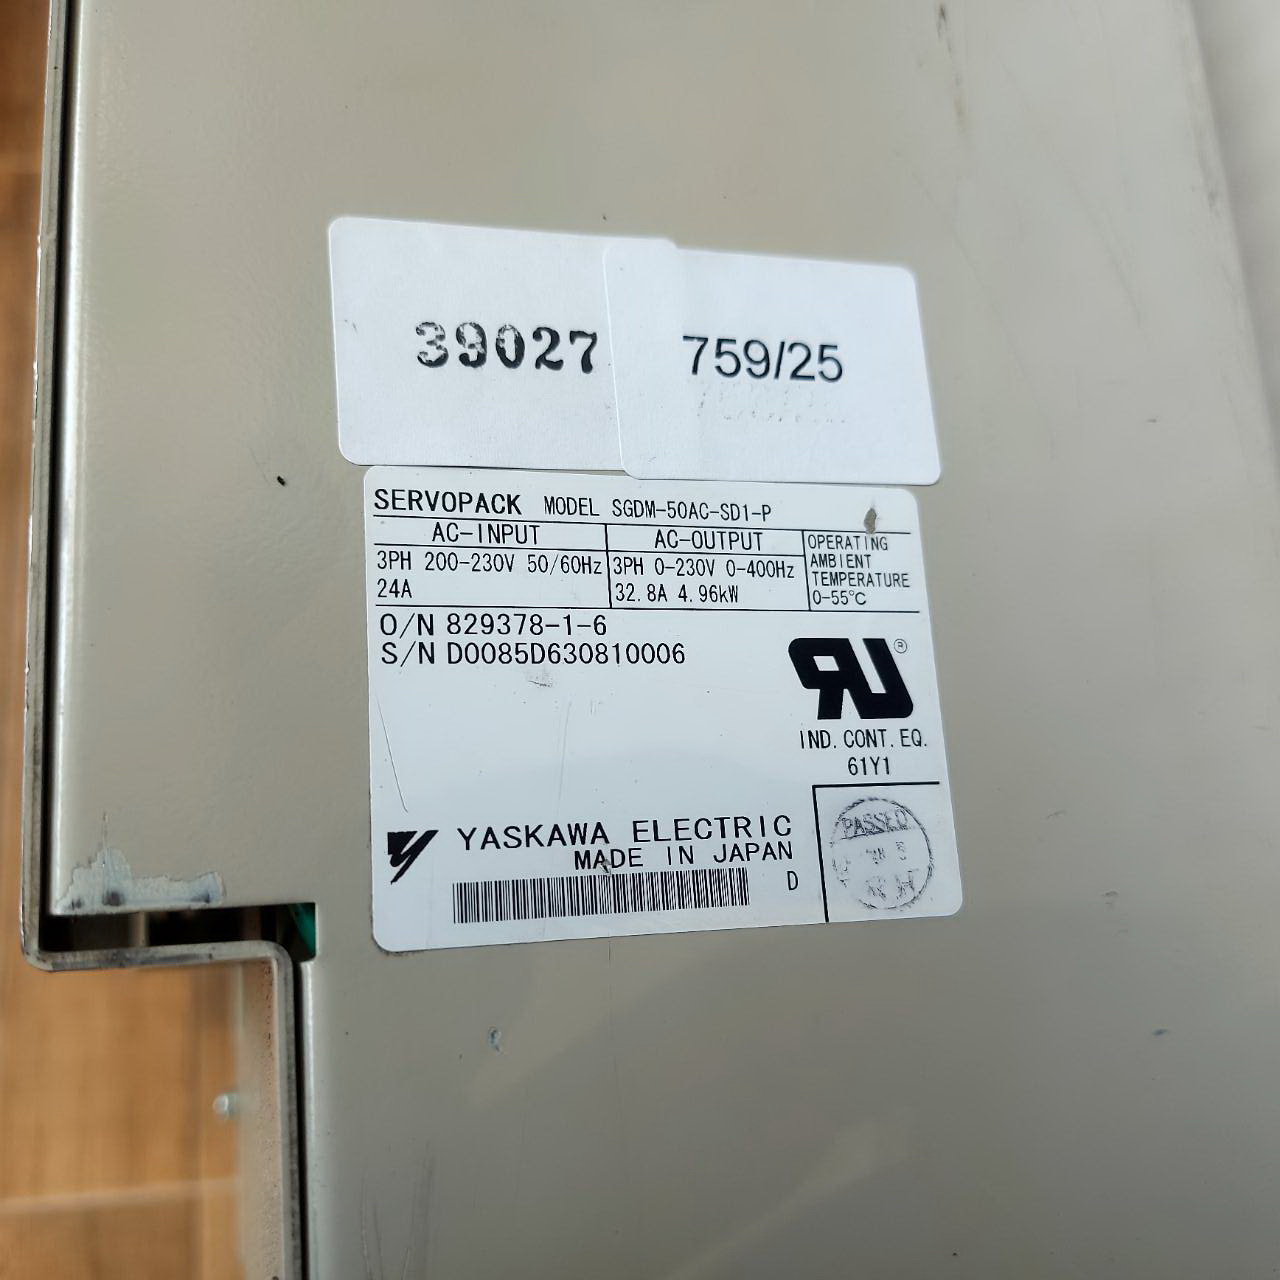 39027
759/25
SERVOPACK MODEL SGDM-50AC-SD1-P
AC-INPUT
3PH 200-230V 50/60Hz
24A
AC-OUTPUT
3PH 0-230V 0-400Hz
32.8A 4.96kW
OPERATING
AMBIENT
TEMPERATURE
0-55℃
O/N 829378-1-6
S/N D0085D630810006
RU®
IND. CONT. EQ.
61Y1
YASKAWA ELECTRIC
MADE IN JAPAN
D
PASSED